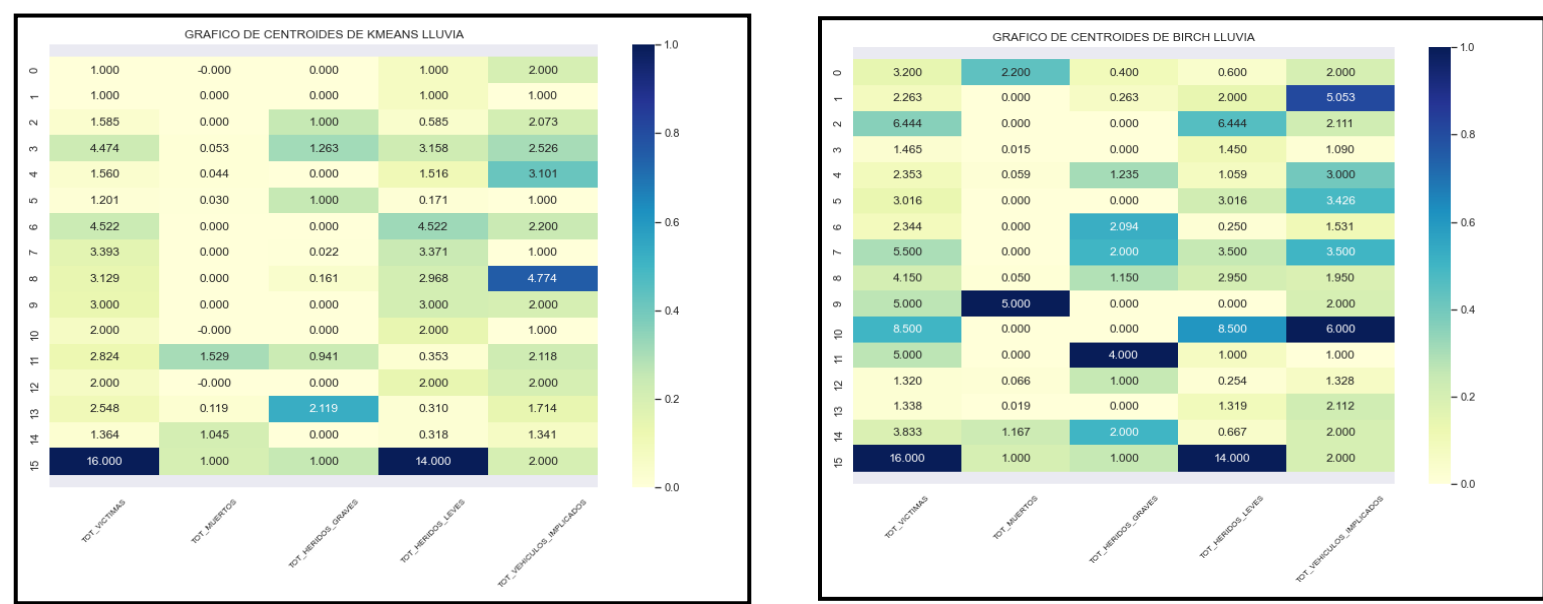 GRAFICO DE CENTROIDES DE KMEANS LLUVIA
0 1.000 -0.000 0.000 1.000 2.000
1 1.000 0.000 0.000 1.000 1.000
2 1.585 0.000 1.000 0.585 2.073
3 4.474 0.053 1.263 3.158 2.526
4 1.560 0.044 0.000 1.516 3.101
5 1.201 0.030 1.000 0.171 1.000
6 4.522 0.000 0.000 4.522 2.200
7 3.393 0.000 0.022 3.371 1.000
8 3.129 0.000 0.161 2.968 4.774
9 3.000 0.000 0.000 3.000 2.000
10 2.000 -0.000 0.000 2.000 1.000
11 2.824 1.529 0.941 0.353 2.118
12 2.000 -0.000 0.000 2.000 2.000
13 2.548 0.119 2.119 0.310 1.714
14 1.364 1.045 0.000 0.318 1.341
15 16.000 1.000 1.000 14.000 2.000
TOT_VICTIMAS
TOT_MUERTOS
TOT_HERIDOS_GRAVES
TOT_HERIDOS_LEVES
TOT_VEHICULOS_IMPLICADOS
1.0
0.8
0.6
0.4
0.2
0.0
GRAFICO DE CENTROIDES DE BIRCH LLUVIA
0 3.200 2.200 0.400 0.600 2.000
1 2.263 0.000 0.263 2.000 5.053
2 6.444 0.000 0.000 6.444 2.111
3 1.465 0.015 0.000 1.450 1.090
4 2.353 0.059 1.235 1.059 3.000
5 3.016 0.000 0.000 3.016 3.426
6 2.344 0.000 2.094 0.250 1.531
7 5.500 0.000 2.000 3.500 3.500
8 4.150 0.050 1.150 2.950 1.950
9 5.000 5.000 0.000 0.000 2.000
10 8.500 0.000 0.000 8.500 6.000
11 5.000 0.000 4.000 1.000 1.000
12 1.320 0.066 1.000 0.254 1.328
13 1.338 0.019 0.000 1.319 2.112
14 3.833 1.167 2.000 0.667 2.000
15 16.000 1.000 1.000 14.000 2.000
TOT_VICTIMAS
TOT_MUERTOS
TOT_HERIDOS_GRAVES
TOT_HERIDOS_LEVES
TOT_VEHICULOS_IMPLICADOS
1.0
0.8
0.6
0.4
0.2
0.0